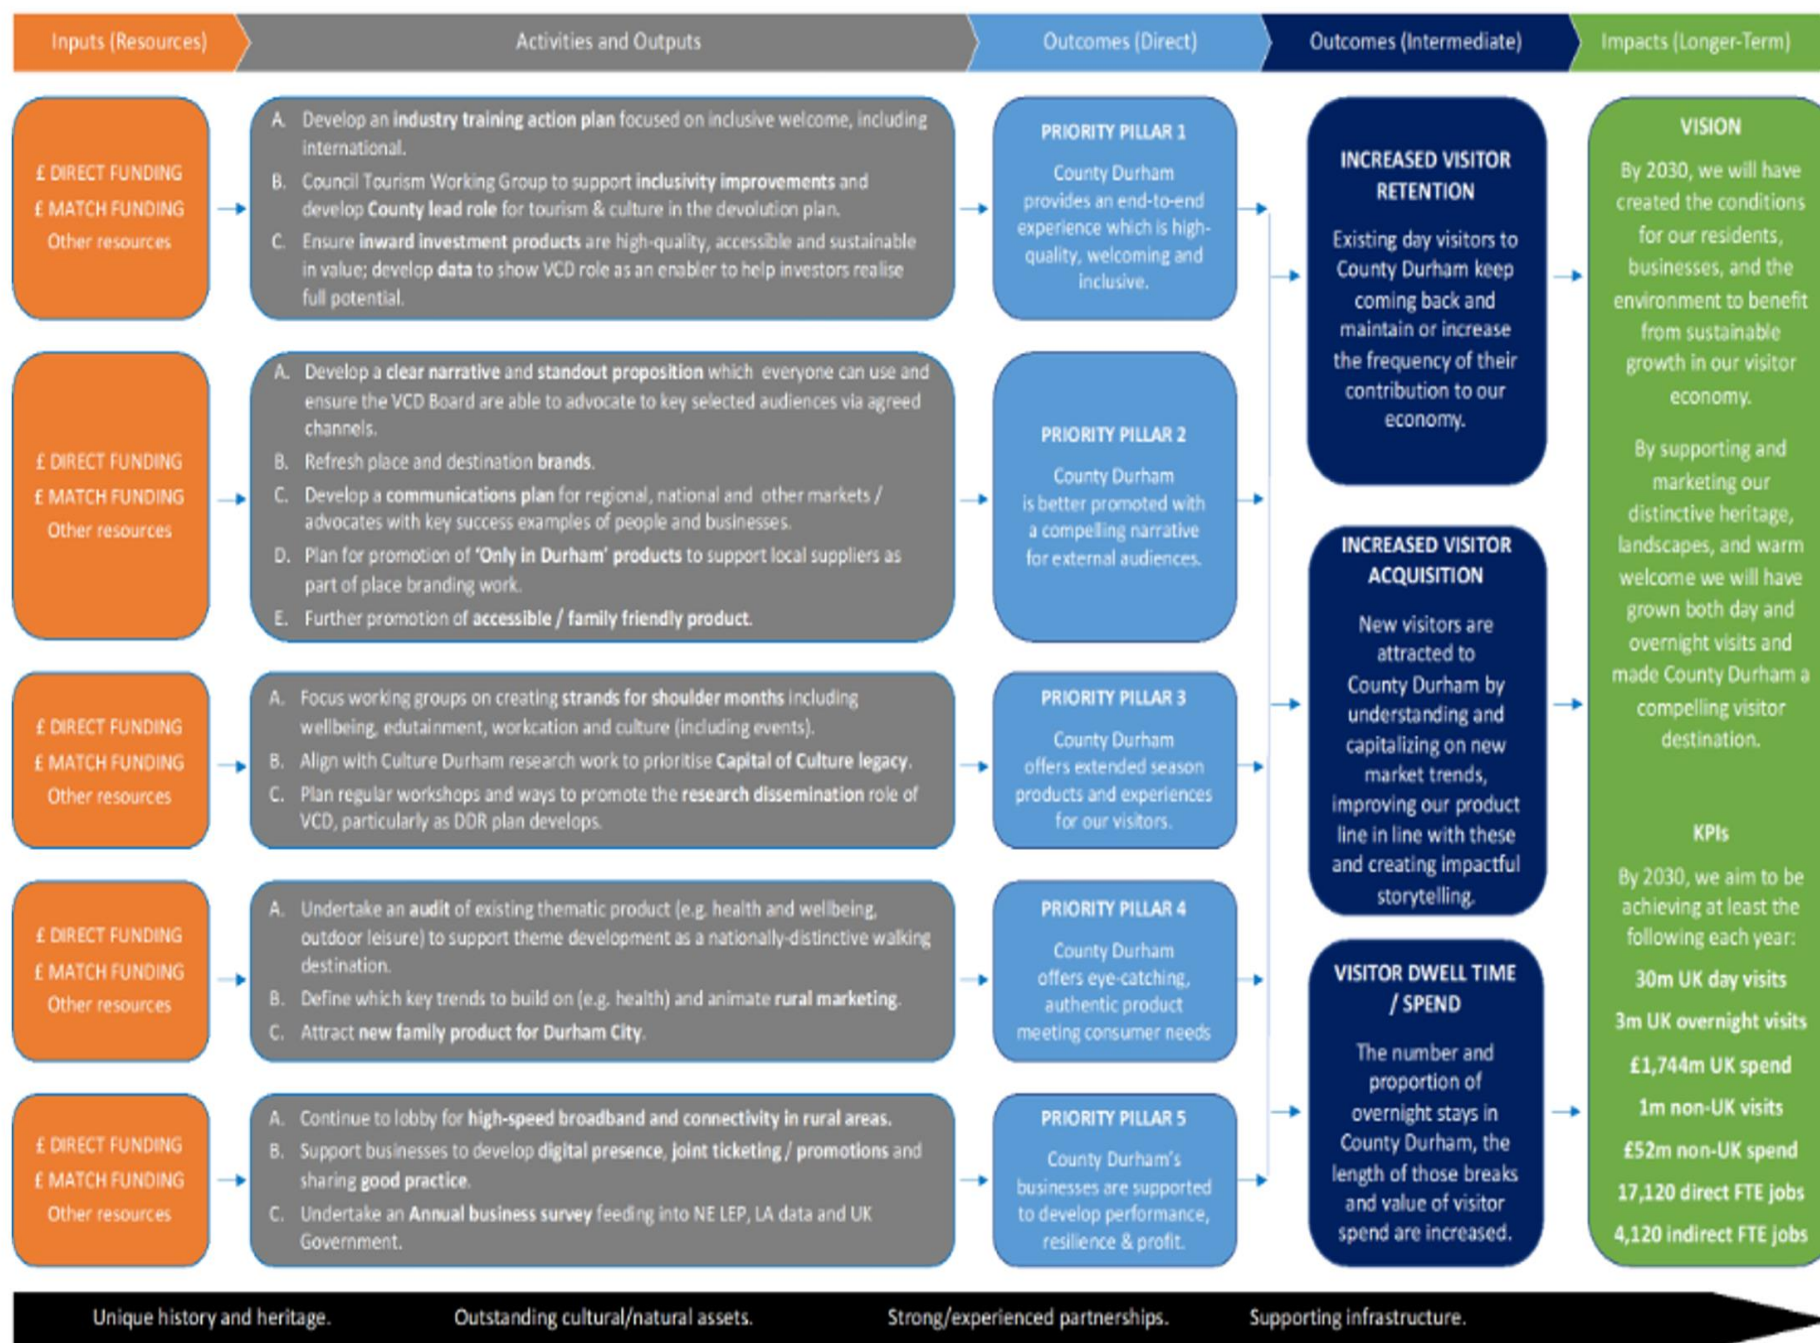 Inputs (Resources)
Activities and Outputs
Outcomes (Direct)
Outcomes (Intermediate)
Impacts (Longer-Term)
£ DIRECT FUNDING
£ MATCH FUNDING
Other resources
A. Develop an industry training action plan focused on inclusive welcome, including
international.
B. Council Tourism Working Group to support inclusivity improvements and
develop County lead role for tourism & culture in the devolution plan.
C. Ensure inward investment products are high-quality, accessible and sustainable
in value; develop data to show VCD role as an enabler to help investors realise
full potential.
PRIORITY PILLAR 1
County Durham
provides an end-to-end
experience which is high-
quality, welcoming and
inclusive.
£ DIRECT FUNDING
£ MATCH FUNDING
Other resources
A. Develop a clear narrative and standout proposition which everyone can use and
ensure the VCD Board are able to advocate to key selected audiences via agreed
channels.
B. Refresh place and destination brands.
C. Develop a communications plan for regional, national and other markets /
advocates with key success examples of people and businesses.
D. Plan for promotion of ‘Only in Durham’ products to support local suppliers as
part of place branding work.
E. Further promotion of accessible / family friendly product.
PRIORITY PILLAR 2
County Durham
is better promoted with
a compelling narrative
for external audiences.
£ DIRECT FUNDING
£ MATCH FUNDING
Other resources
A. Focus working groups on creating strands for shoulder months including
wellbeing, edutainment, workcation and culture (including events).
B. Align with Culture Durham research work to prioritise Capital of Culture legacy.
C. Plan regular workshops and ways to promote the research dissemination role of
VCD, particularly as DDR plan develops.
PRIORITY PILLAR 3
County Durham
offers extended season
products and experiences
for our visitors.
£ DIRECT FUNDING
£ MATCH FUNDING
Other resources
A. Undertake an audit of existing thematic product (e.g. health and wellbeing,
outdoor leisure) to support theme development as a nationally-distinctive walking
destination.
B. Define which key trends to build on (e.g. health) and animate rural marketing.
C. Attract new family product for Durham City.
PRIORITY PILLAR 4
County Durham
offers eye-catching,
authentic product
meeting consumer needs
£ DIRECT FUNDING
£ MATCH FUNDING
Other resources
A. Continue to lobby for high-speed broadband and connectivity in rural areas.
B. Support businesses to develop digital presence, joint ticketing / promotions and
sharing good practice.
C. Undertake an Annual business survey feeding into NE LEP, LA data and UK
Government.
PRIORITY PILLAR 5
County Durham's
businesses are supported
to develop performance,
resilience & profit.
INCREASED VISITOR
RETENTION
Existing day visitors to
County Durham keep
coming back and
maintain or increase
the frequency of their
contribution to our
economy.
INCREASED VISITOR
ACQUISITION
New visitors are
attracted to
County Durham by
understanding and
capitalizing on new
market trends,
improving our product
line in line with these
and creating impactful
storytelling.
VISITOR DWELL TIME
/ SPEND
The number and
proportion of
overnight stays in
County Durham, the
length of those breaks
and value of visitor
spend are increased.
VISION
By 2030, we will have
created the conditions
for our residents,
businesses, and the
environment to benefit
from sustainable
growth in our visitor
economy.
By supporting and
marketing our
distinctive heritage,
landscapes, and warm
welcome we will have
grown both day and
overnight visits and
made County Durham a
compelling visitor
destination.
KPIs
By 2030, we aim to be
achieving at least the
following each year:
30m UK day visits
3m UK overnight visits
£1,744m UK spend
1m non-UK visits
£52m non-UK spend
17,120 direct FTE jobs
4,120 indirect FTE jobs
Unique history and heritage.
Outstanding cultural/natural assets.
Strong/experienced partnerships.
Supporting infrastructure.